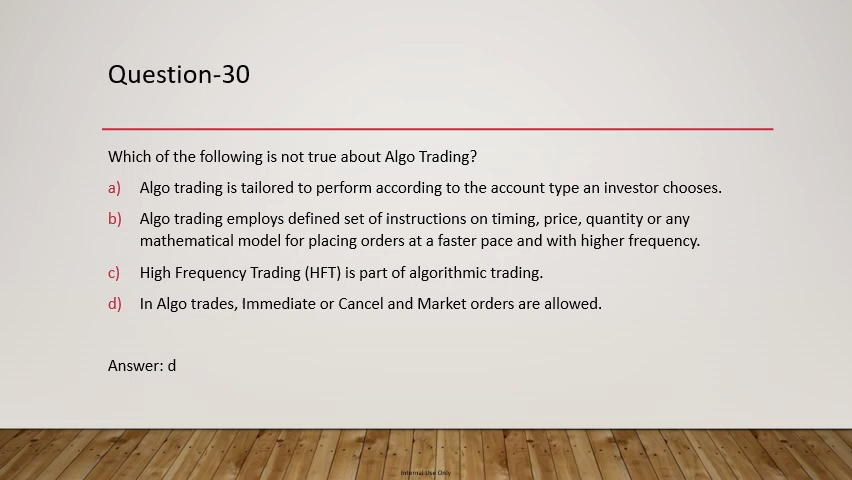 Question-30
Which of the following is not true about Algo Trading?
a) Algo trading is tailored to perform according to the account type an investor chooses.
b) Algo trading employs defined set of instructions on timing, price, quantity or any
mathematical model for placing orders at a faster pace and with higher frequency.
c) High Frequency Trading (HFT) is part of algorithmic trading.
d) In Algo trades, Immediate or Cancel and Market orders are allowed.
Answer: d
Internal Use Only